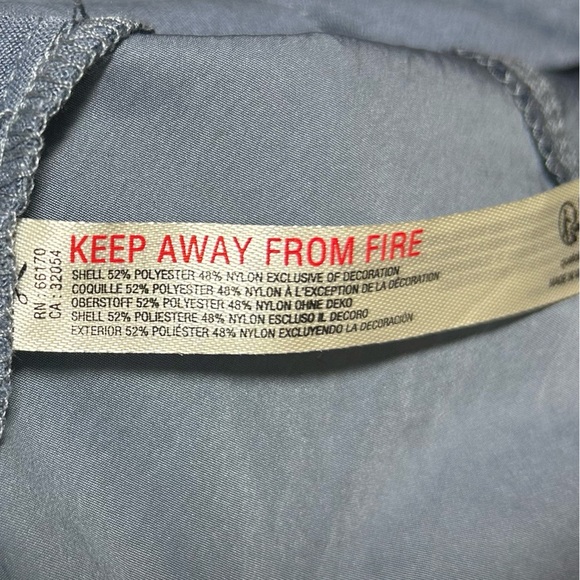 RN 66170
CA 32054
KEEP AWAY FROM FIRE
SHELL 52% POLYESTER 48% NYLON EXCLUSIVE OF DECORATION
COQUILLE 52% POLYESTER 48% NYLON À L'EXCEPTION DE LA DÉCORATION
OBERSTOFF 52% POLYESTER 48% NYLON OHNE DEKO
SHELL 52% POLIESTERE 48% NYLON ESCLUSO IL DECORO
EXTERIOR 52% POLIÉSTER 48% NYLON EXCLUYENDO LA DECORACIÓN
MADE IN